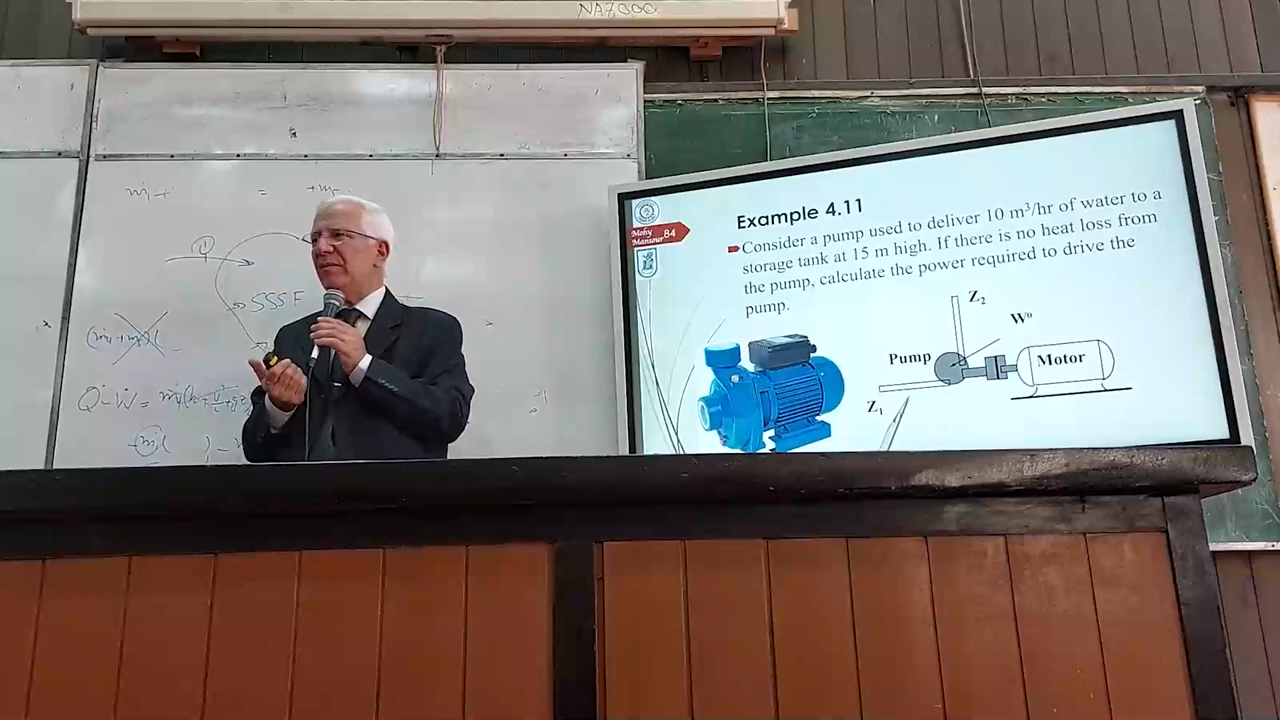 NA7000
SSSF
Example 4.11
Mohy
Mansour 84
Consider a pump used to deliver 10 m³/hr of water to a
storage tank at 15 m high. If there is no heat loss from
the pump, calculate the power required to drive the
pump.
Z₂
W°
Pump
Motor
Z₁